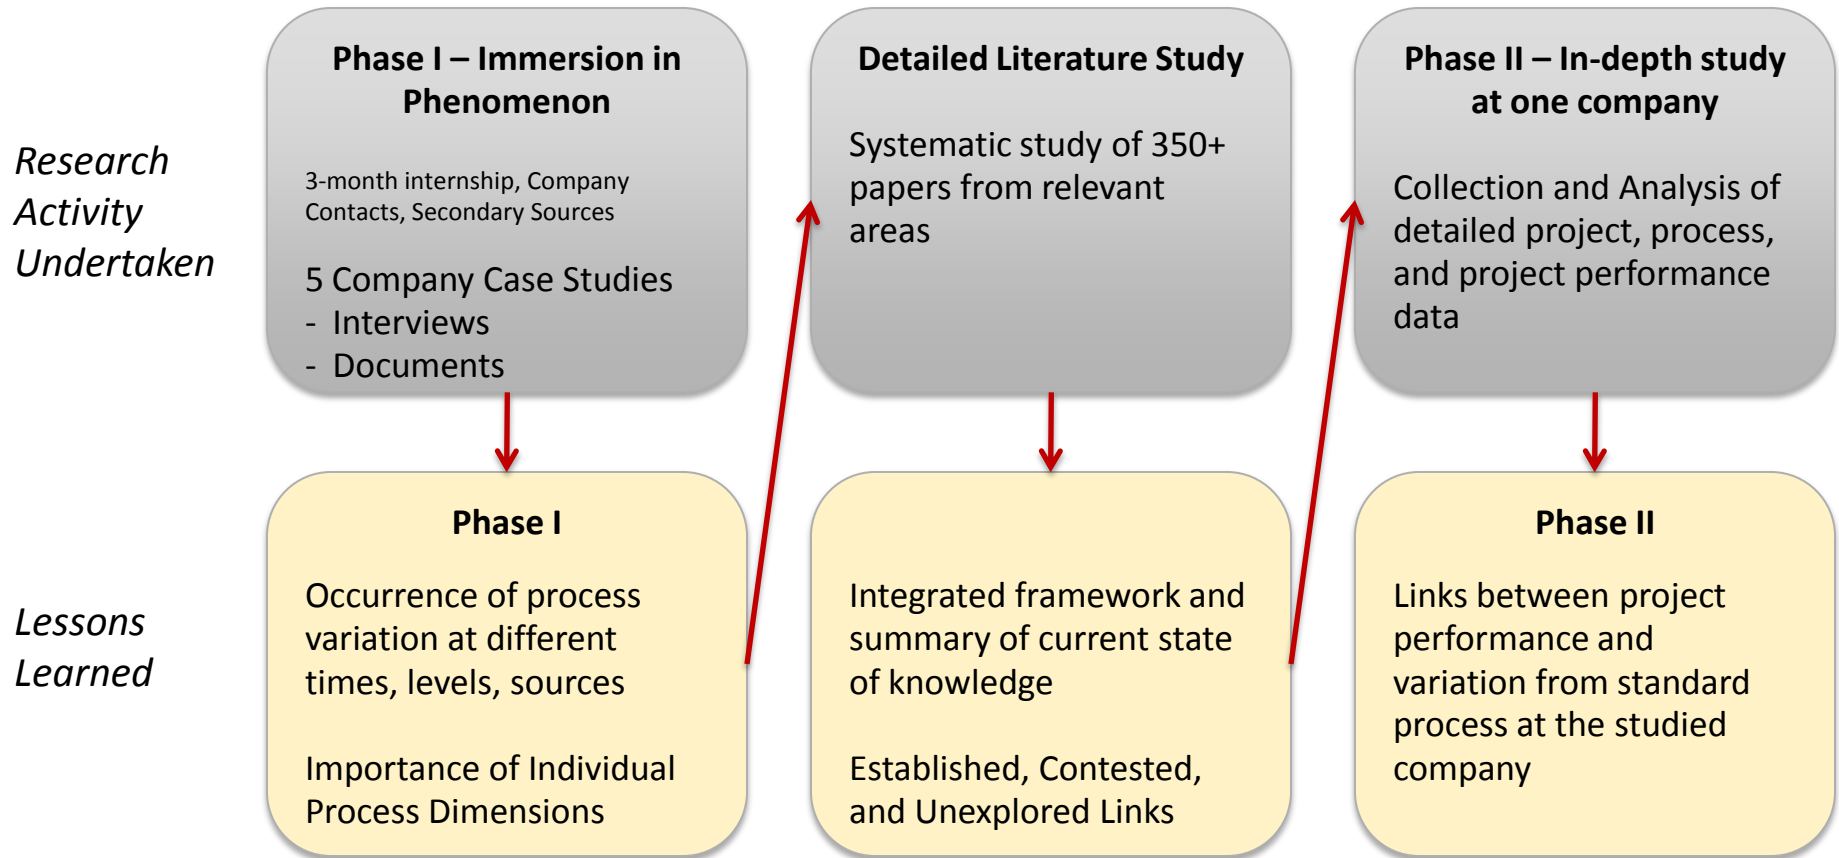 Research
Activity
Undertaken
Phase I – Immersion in
Phenomenon
3-month internship, Company
Contacts, Secondary Sources
5 Company Case Studies
- Interviews
- Documents
Detailed Literature Study
Systematic study of 350+
papers from relevant
areas
Phase II – In-depth study
at one company
Collection and Analysis of
detailed project, process,
and project performance
data
Lessons
Learned
Phase I
Occurrence of process
variation at different
times, levels, sources
Importance of Individual
Process Dimensions
Integrated framework and
summary of current state
of knowledge
Established, Contested,
and Unexplored Links
Phase II
Links between project
performance and
variation from standard
process at the studied
company